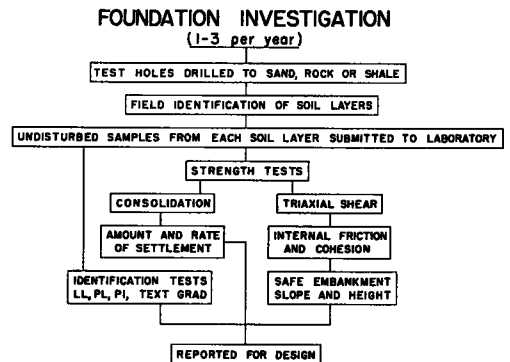 FOUNDATION INVESTIGATION
(1-3 per year)
TEST HOLES DRILLED TO SAND, ROCK OR SHALE
FIELD IDENTIFICATION OF SOIL LAYERS
UNDISTURBED SAMPLES FROM EACH SOIL LAYER SUBMITTED TO LABORATORY
STRENGTH TESTS
CONSOLIDATION
TRIAXIAL SHEAR
AMOUNT AND RATE
OF SETTLEMENT
INTERNAL FRICTION
AND COHESION
IDENTIFICATION TESTS
LL, PL, PI, TEXT GRAD
SAFE EMBANKMENT
SLOPE AND HEIGHT
REPORTED FOR DESIGN